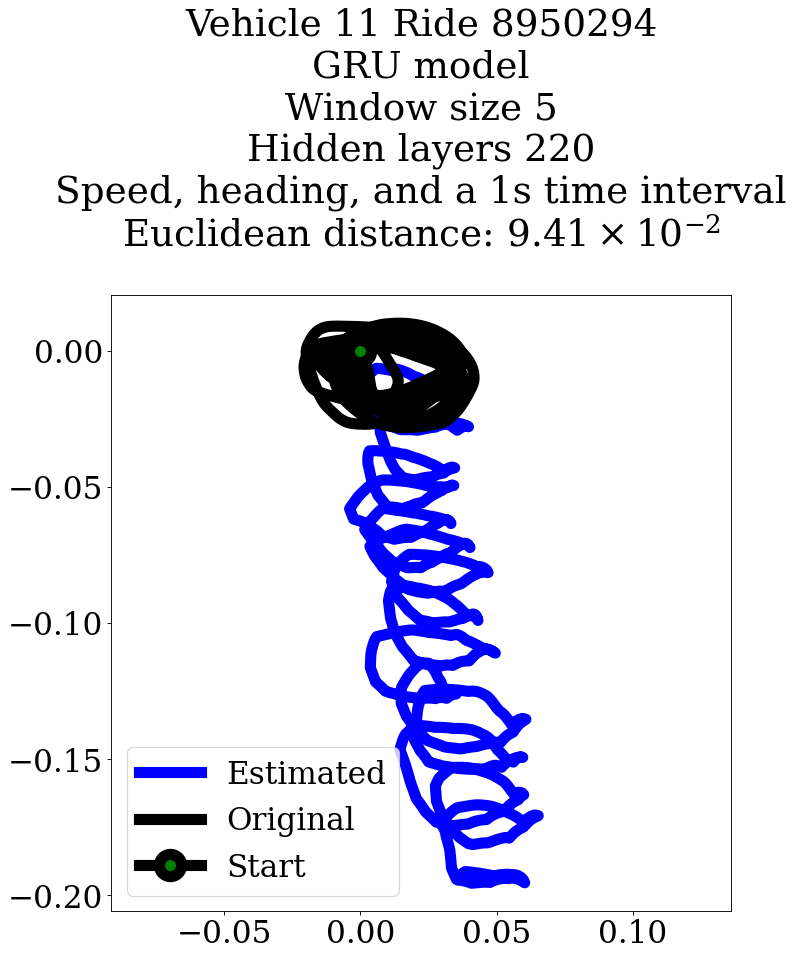 Vehicle 11 Ride 8950294
GRU model
Window size 5
Hidden layers 220
Speed, heading, and a 1s time interval
Euclidean distance: 9.41 × 10⁻²
0.00
−0.05
−0.10
−0.15
−0.20
Estimated
Original
Start
−0.05 0.00 0.05 0.10